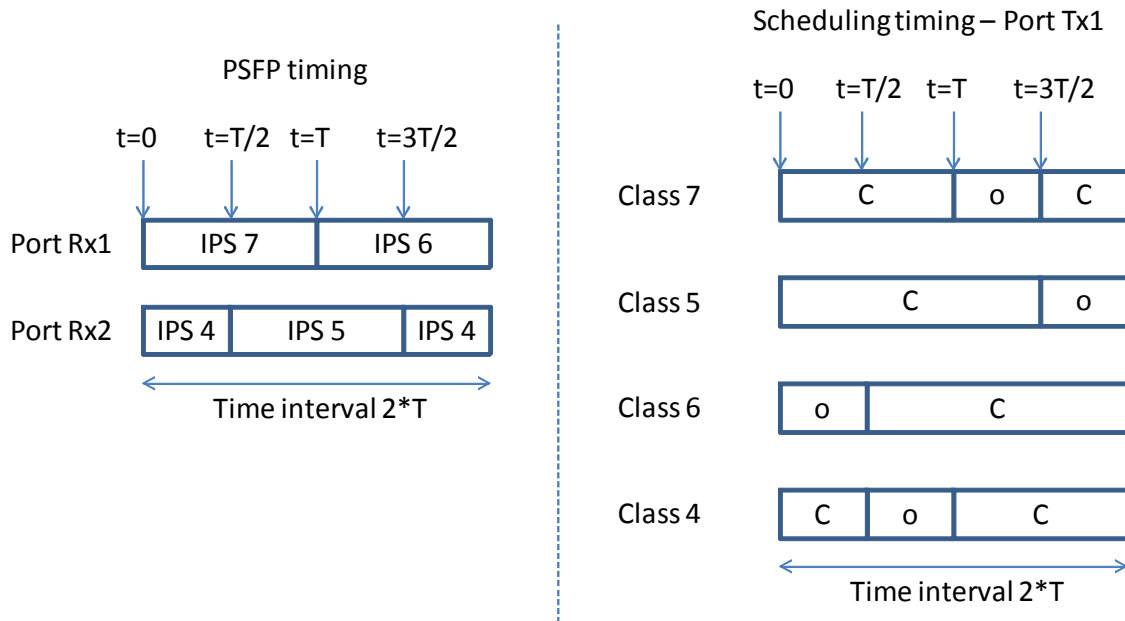 PSFP timing
t=0 t=T/2 t=T t=3T/2
Port Rx1 IPS 7 IPS 6
Port Rx2 IPS 4 IPS 5 IPS 4
Time interval 2*T
Scheduling timing – Port Tx1
t=0 t=T/2 t=T t=3T/2
Class 7 C o C
Class 5 C o
Class 6 o C
Class 4 C o C
Time interval 2*T